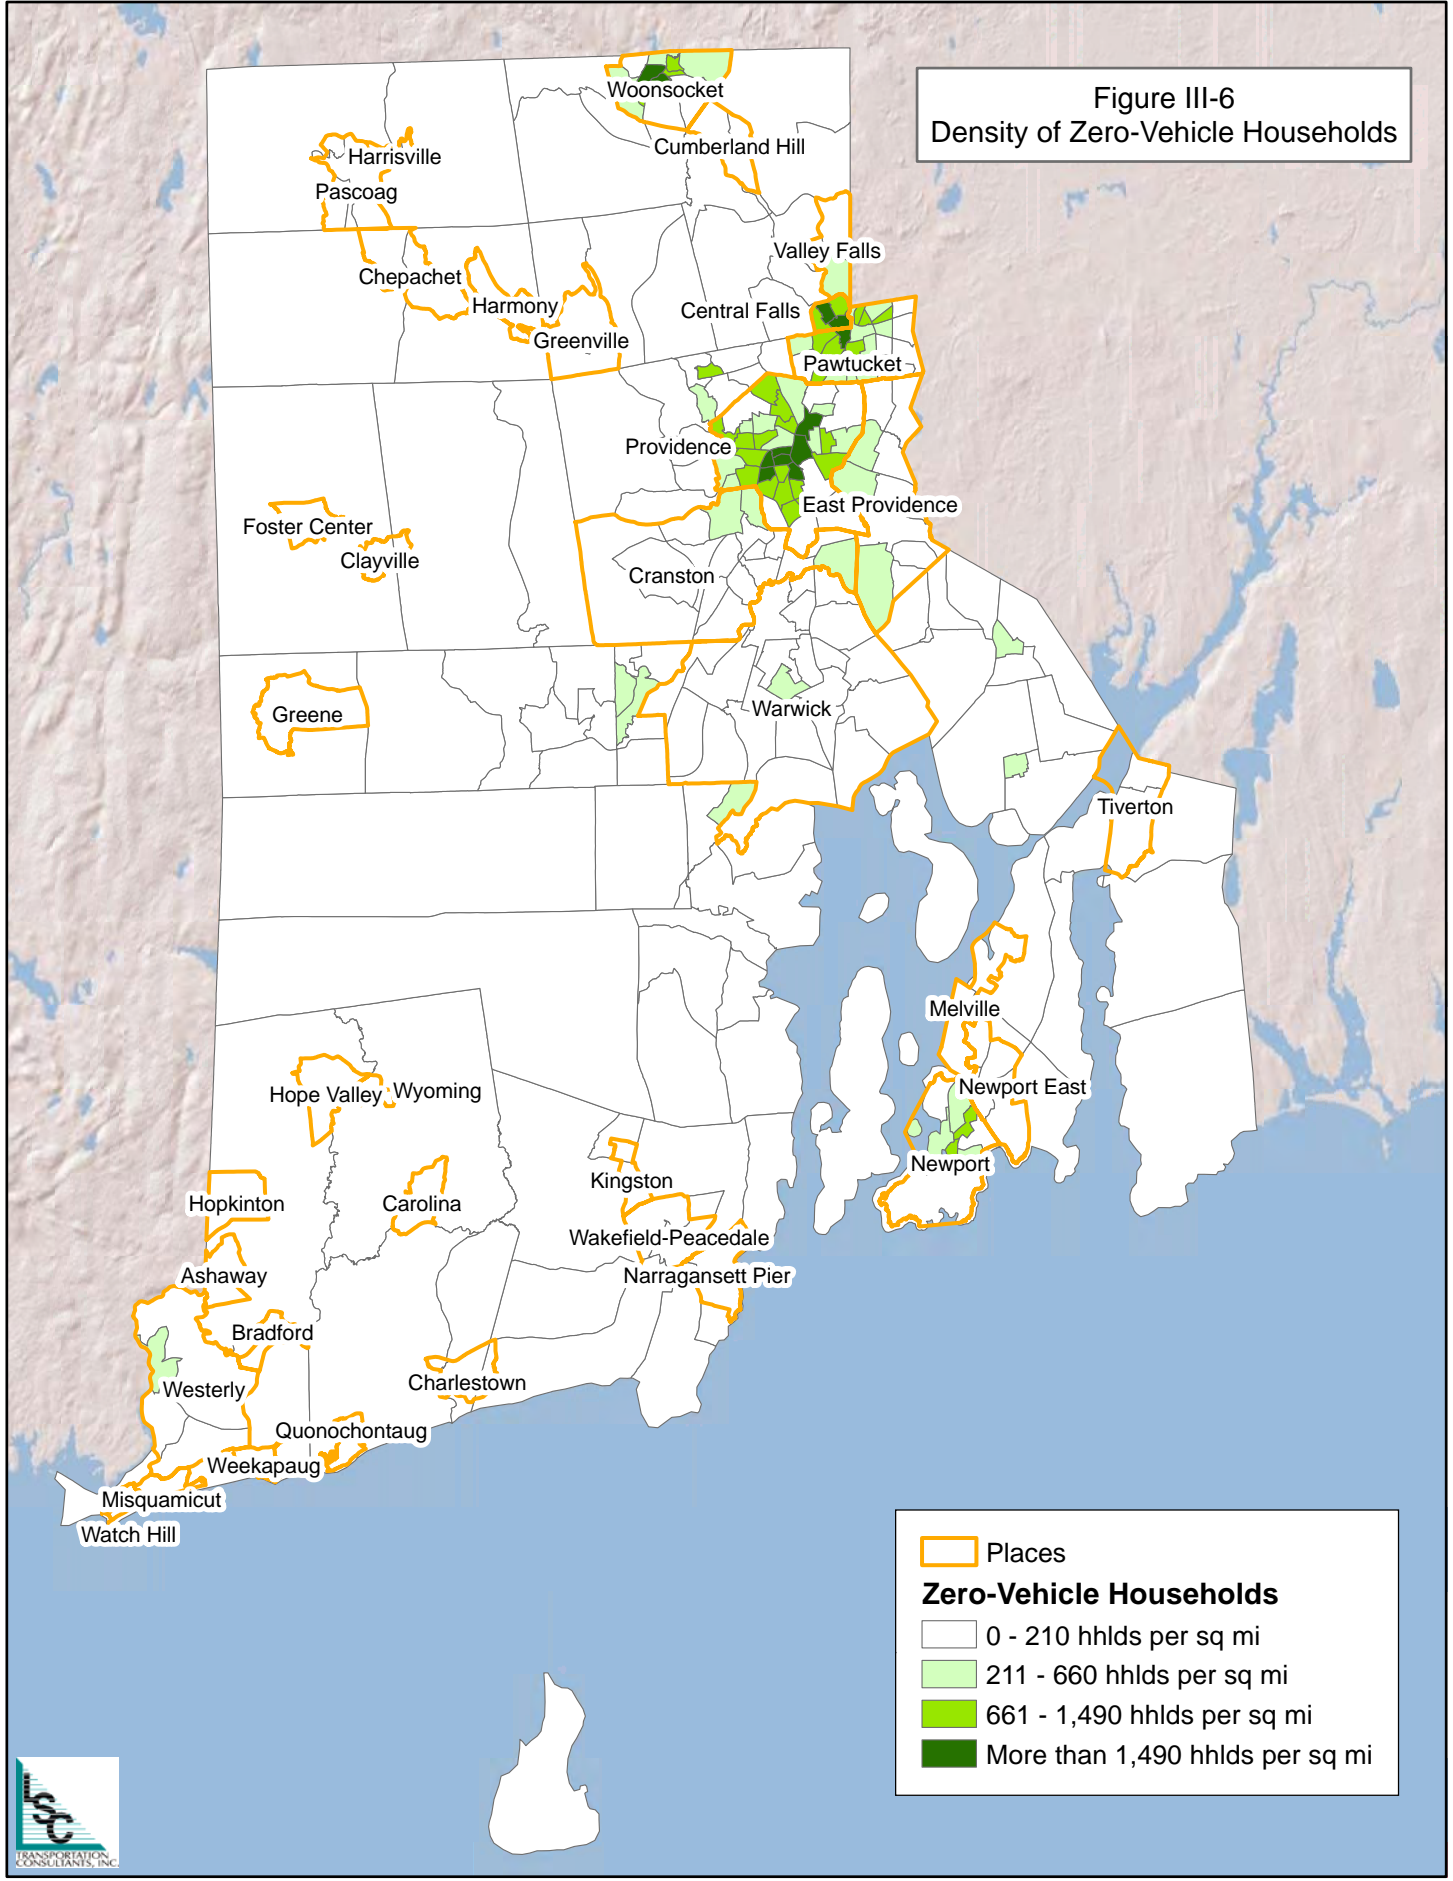 Figure III-6
Density of Zero-Vehicle Households
Woonsocket
Cumberland Hill
Harrisville
Pascoag
Valley Falls
Chepachet
Harmony
Central Falls
Greenville
Pawtucket
Providence
East Providence
Foster Center
Clayville
Cranston
Greene
Warwick
Tiverton
Melville
Hope Valley
Wyoming
Newport East
Newport
Kingston
Hopkinton
Carolina
Wakefield-Peacedale
Ashaway
Narragansett Pier
Bradford
Westerly
Charlestown
Quonochontaug
Weekapaug
Misquamicut
Watch Hill
Places
Zero-Vehicle Households
0 - 210 hhlds per sq mi
211 - 660 hhlds per sq mi
661 - 1,490 hhlds per sq mi
More than 1,490 hhlds per sq mi
LSC
TRANSPORTATION
CONSULTANTS, INC.